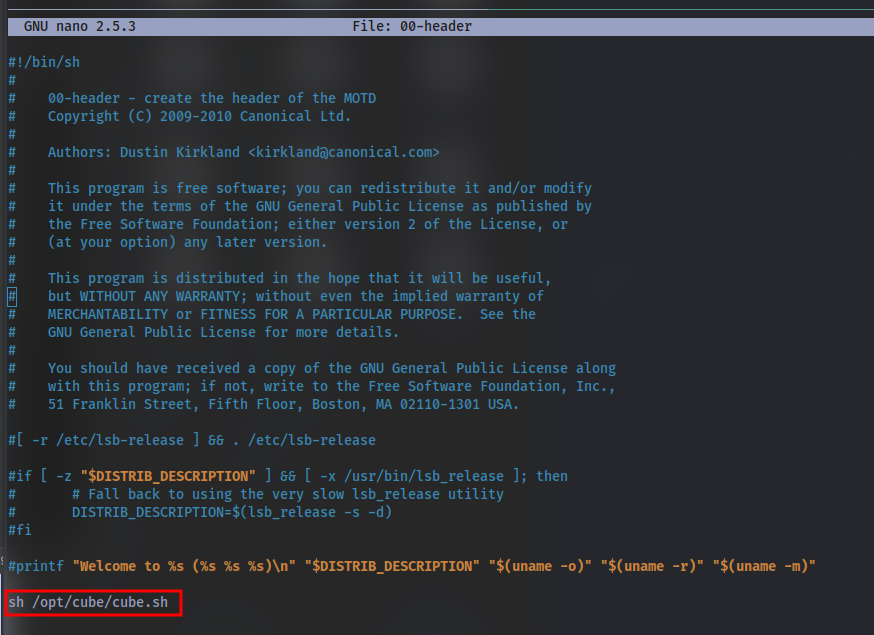 GNU nano 2.5.3 File: 00-header
#!/bin/sh
#
#    00-header - create the header of the MOTD
#    Copyright (C) 2009-2010 Canonical Ltd.
#
#    Authors: Dustin Kirkland <kirkland@canonical.com>
#
#    This program is free software; you can redistribute it and/or modify
#    it under the terms of the GNU General Public License as published by
#    the Free Software Foundation; either version 2 of the License, or
#    (at your option) any later version.
#
#    This program is distributed in the hope that it will be useful,
#    but WITHOUT ANY WARRANTY; without even the implied warranty of
#    MERCHANTABILITY or FITNESS FOR A PARTICULAR PURPOSE.  See the
#    GNU General Public License for more details.
#
#    You should have received a copy of the GNU General Public License along
#    with this program; if not, write to the Free Software Foundation, Inc.,
#    51 Franklin Street, Fifth Floor, Boston, MA 02110-1301 USA.
#[ -r /etc/lsb-release ] && . /etc/lsb-release
#if [ -z "$DISTRIB_DESCRIPTION" ] && [ -x /usr/bin/lsb_release ]; then
#       # Fall back to using the very slow lsb_release utility
#       DISTRIB_DESCRIPTION=$(lsb_release -s -d)
#fi
#printf "Welcome to %s (%s %s %s)\n" "$DISTRIB_DESCRIPTION" "$(uname -o)" "$(uname -r)" "$(uname -m)"
sh /opt/cube/cube.sh